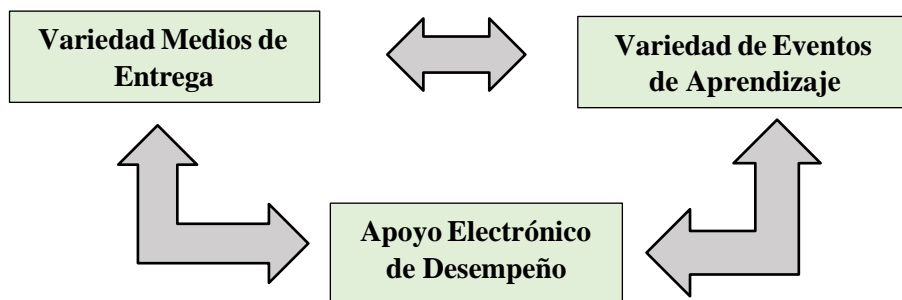 Variedad Medios de
Entrega
Variedad de Eventos
de Aprendizaje
Apoyo Electrónico
de Desempeño